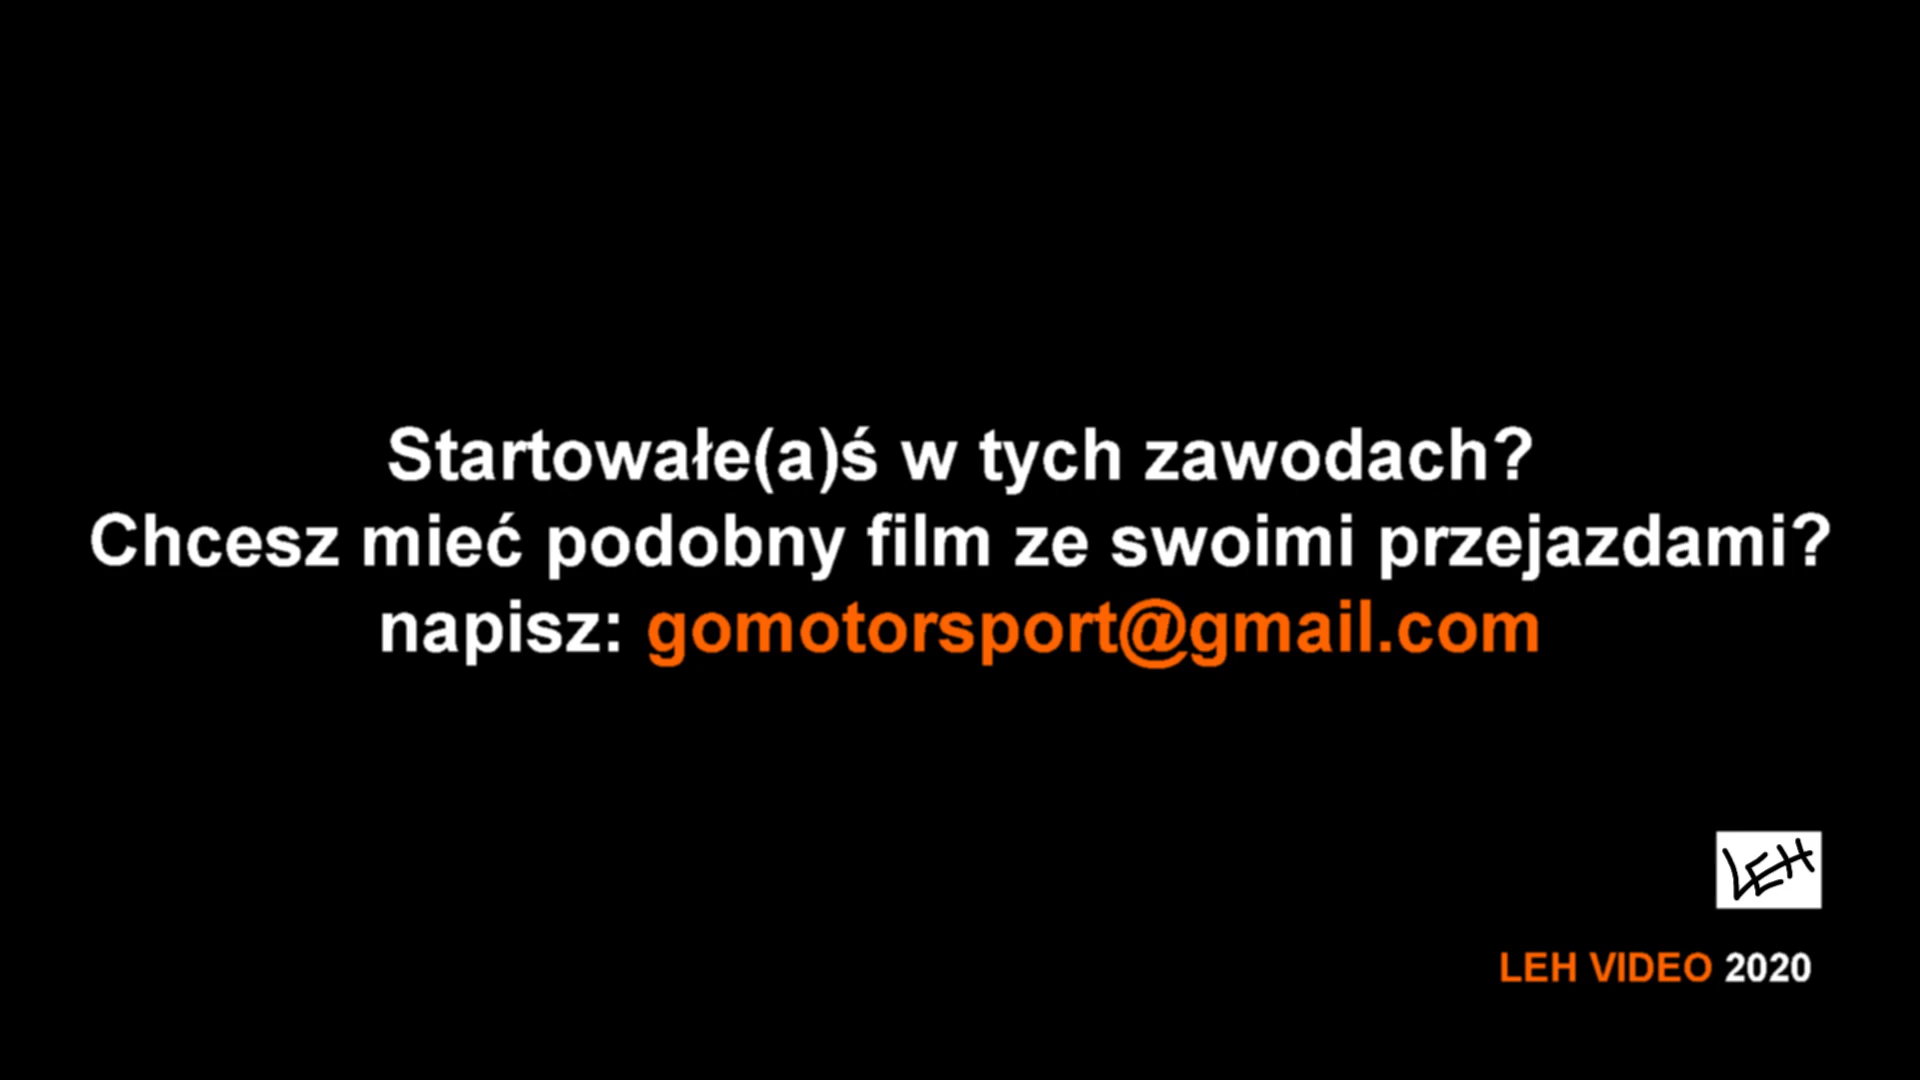 Startowałe(a)ś w tych zawodach?
Chcesz mieć podobny film ze swoimi przejazdami?
napisz: gomotorsport@gmail.com
LEH
LEH VIDEO 2020